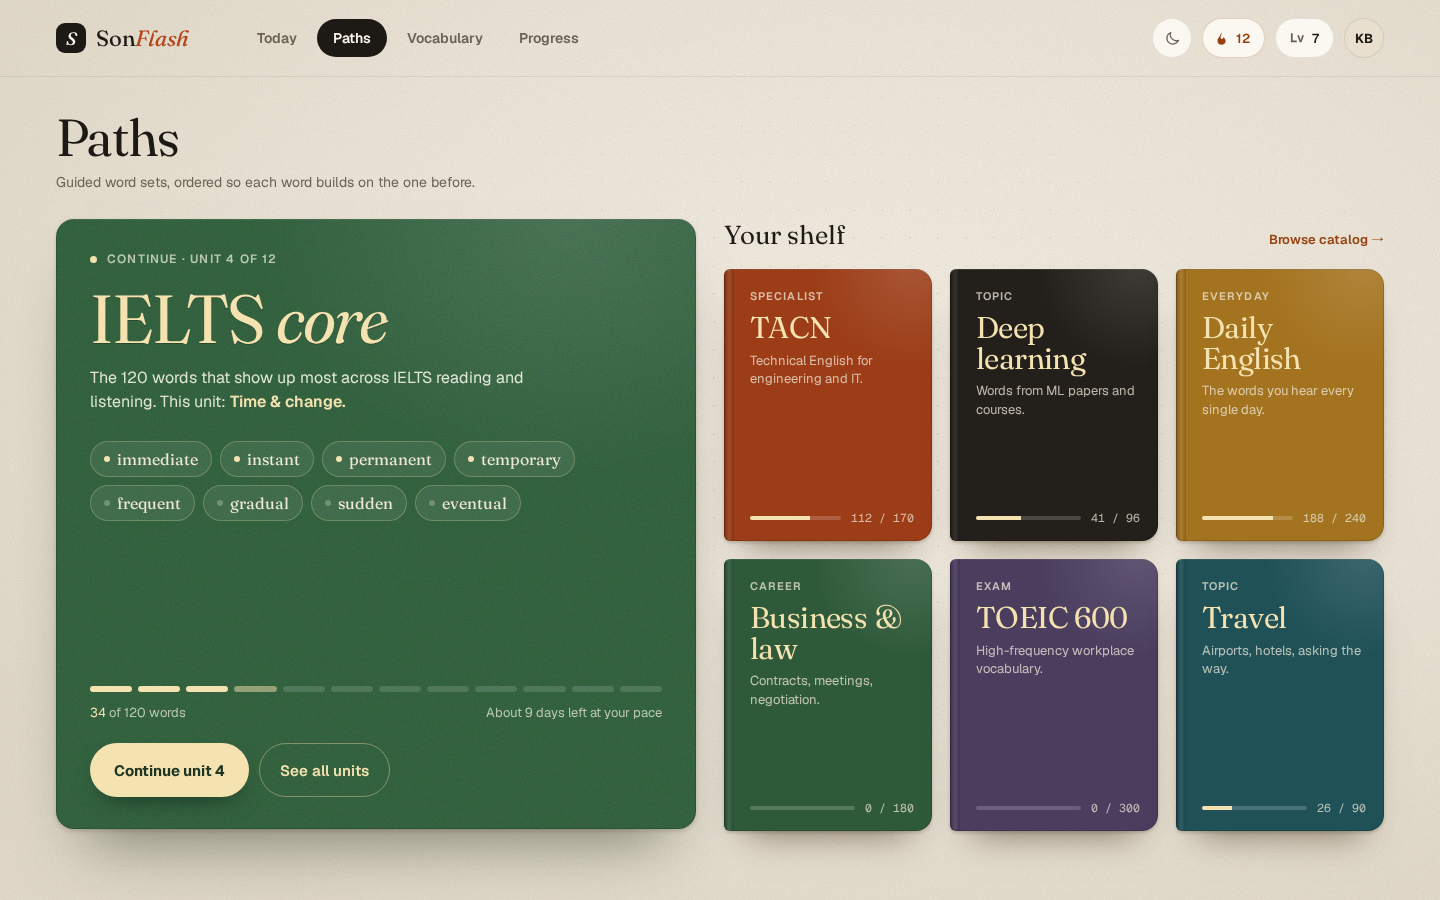 S SonFlash
Today Paths Vocabulary Progress
12 Lv 7 KB
Paths
Guided word sets, ordered so each word builds on the one before.
CONTINUE · UNIT 4 OF 12
IELTS core
The 120 words that show up most across IELTS reading and
listening. This unit: Time & change.
immediate instant permanent temporary
frequent gradual sudden eventual
34 of 120 words About 9 days left at your pace
Continue unit 4 See all units
Your shelf
Browse catalog →
SPECIALIST
TACN
Technical English for
engineering and IT.
112 / 170
TOPIC
Deep
learning
Words from ML papers and
courses.
41 / 96
EVERYDAY
Daily
English
The words you hear every
single day.
188 / 240
CAREER
Business &
law
Contracts, meetings,
negotiation.
0 / 180
EXAM
TOEIC 600
High-frequency workplace
vocabulary.
0 / 300
TOPIC
Travel
Airports, hotels, asking the
way.
26 / 90